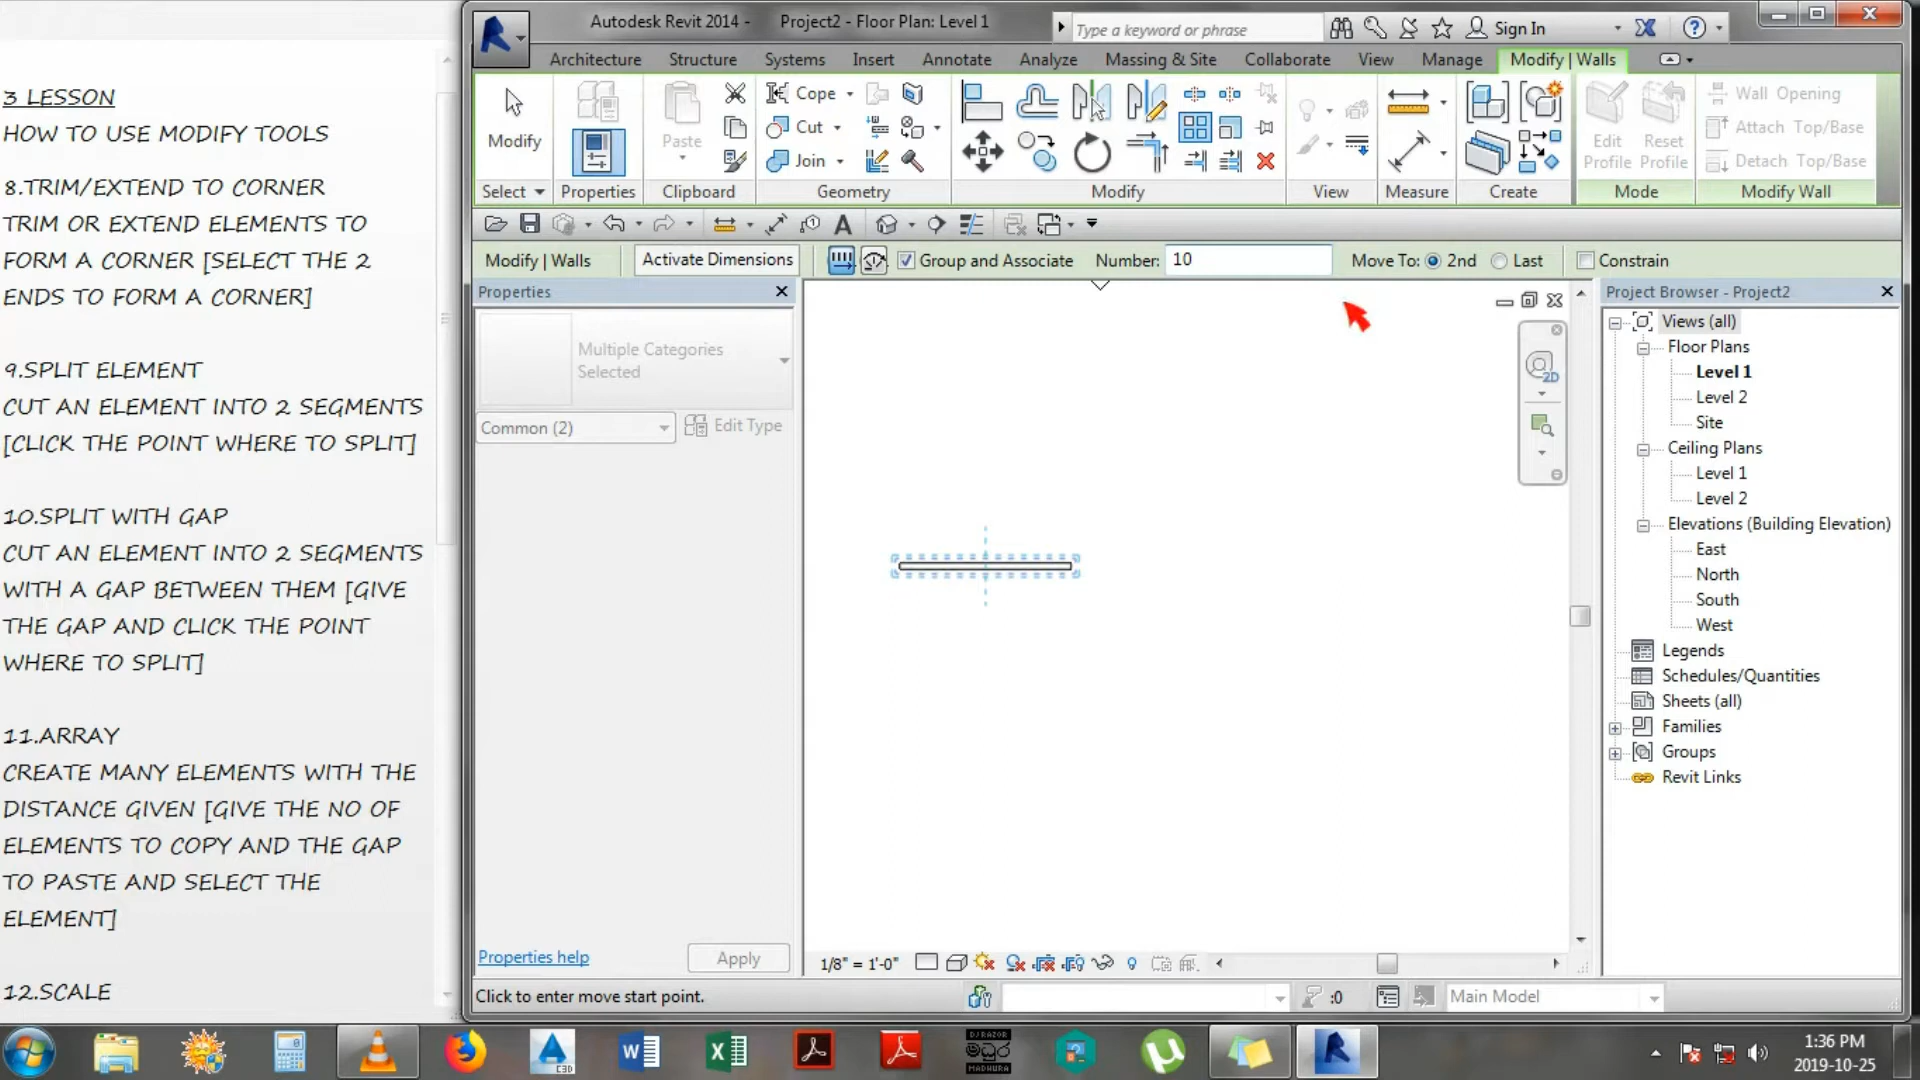 3 LESSON
HOW TO USE MODIFY TOOLS
8.TRIM/EXTEND TO CORNER
TRIM OR EXTEND ELEMENTS TO
FORM A CORNER [SELECT THE 2
ENDS TO FORM A CORNER]
9.SPLIT ELEMENT
CUT AN ELEMENT INTO 2 SEGMENTS
[CLICK THE POINT WHERE TO SPLIT]
10.SPLIT WITH GAP
CUT AN ELEMENT INTO 2 SEGMENTS
WITH A GAP BETWEEN THEM [GIVE
THE GAP AND CLICK THE POINT
WHERE TO SPLIT]
11.ARRAY
CREATE MANY ELEMENTS WITH THE
DISTANCE GIVEN [GIVE THE NO OF
ELEMENTS TO COPY AND THE GAP
TO PASTE AND SELECT THE
ELEMENT]
12.SCALE
Autodesk Revit 2014 - Project2 - Floor Plan: Level 1
Type a keyword or phrase
Sign In
Architecture Structure Systems Insert Annotate Analyze Massing & Site Collaborate View Manage Modify | Walls
Modify
Paste
Cope
Cut
Join
Edit Profile
Reset Profile
Wall Opening
Attach Top/Base
Detach Top/Base
Select Properties Clipboard Geometry Modify View Measure Create Mode Modify Wall
Modify | Walls Activate Dimensions Group and Associate Number: 10 Move To: 2nd Last Constrain
Properties
Multiple Categories
Selected
Common (2)
Edit Type
Properties help
Apply
2D
1/8" = 1'-0"
Project Browser - Project2
Views (all)
Floor Plans
Level 1
Level 2
Site
Ceiling Plans
Level 1
Level 2
Elevations (Building Elevation)
East
North
South
West
Legends
Schedules/Quantities
Sheets (all)
Families
Groups
Revit Links
Click to enter move start point.
:0
Main Model
C3D
DJ RAZOR
මධුර
MADHURA
1:36 PM
2019-10-25